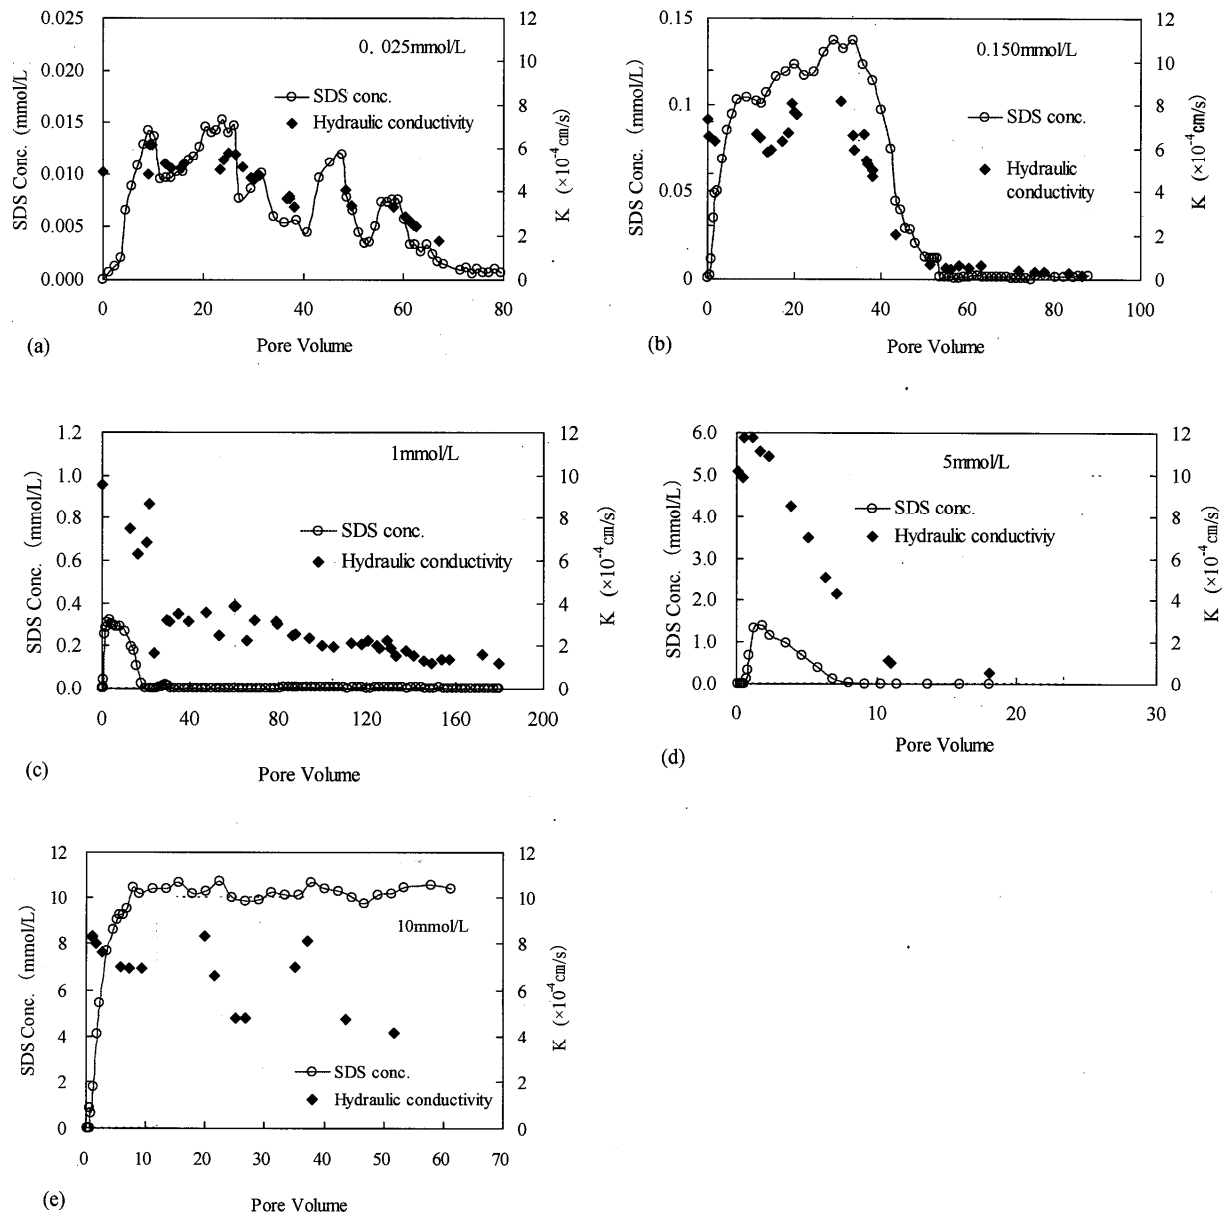 0.025
0.020
0.015
0.010
0.005
0.000
SDS Conc. (mmol/L)
0 20 40 60 80
Pore Volume
12
10
8
6
4
2
0
K (×10⁻⁴cm/s)
0. 025mmol/L
SDS conc.
Hydraulic conductivity
(a)
0.15
0.1
0.05
0
SDS Conc. (mmol/L)
0 20 40 60 80 100
Pore Volume
12
10
8
6
4
2
0
K (×10⁻⁴cm/s)
0.150mmol/L
SDS conc.
Hydraulic
conductivity
(b)
1.2
1.0
0.8
0.6
0.4
0.2
0.0
SDS Conc. (mmol/L)
0 40 80 120 160 200
Pore Volume
12
10
8
6
4
2
0
K (×10⁻⁴cm/s)
1mmol/L
SDS conc.
Hydraulic conductivity
(c)
6.0
5.0
4.0
3.0
2.0
1.0
0.0
SDS Conc. (mmol/L)
0 10 20 30
Pore Volume
12
10
8
6
4
2
0
K (×10⁻⁴cm/s)
5mmol/L
SDS conc.
Hydraulic conductiviy
(d)
12
10
8
6
4
2
0
SDS Conc. (mmol/L)
0 10 20 30 40 50 60 70
Pore Volume
12
10
8
6
4
2
0
K (×10⁻⁴cm/s)
10mmol/L
SDS conc.
Hydraulic conductivity
(e)